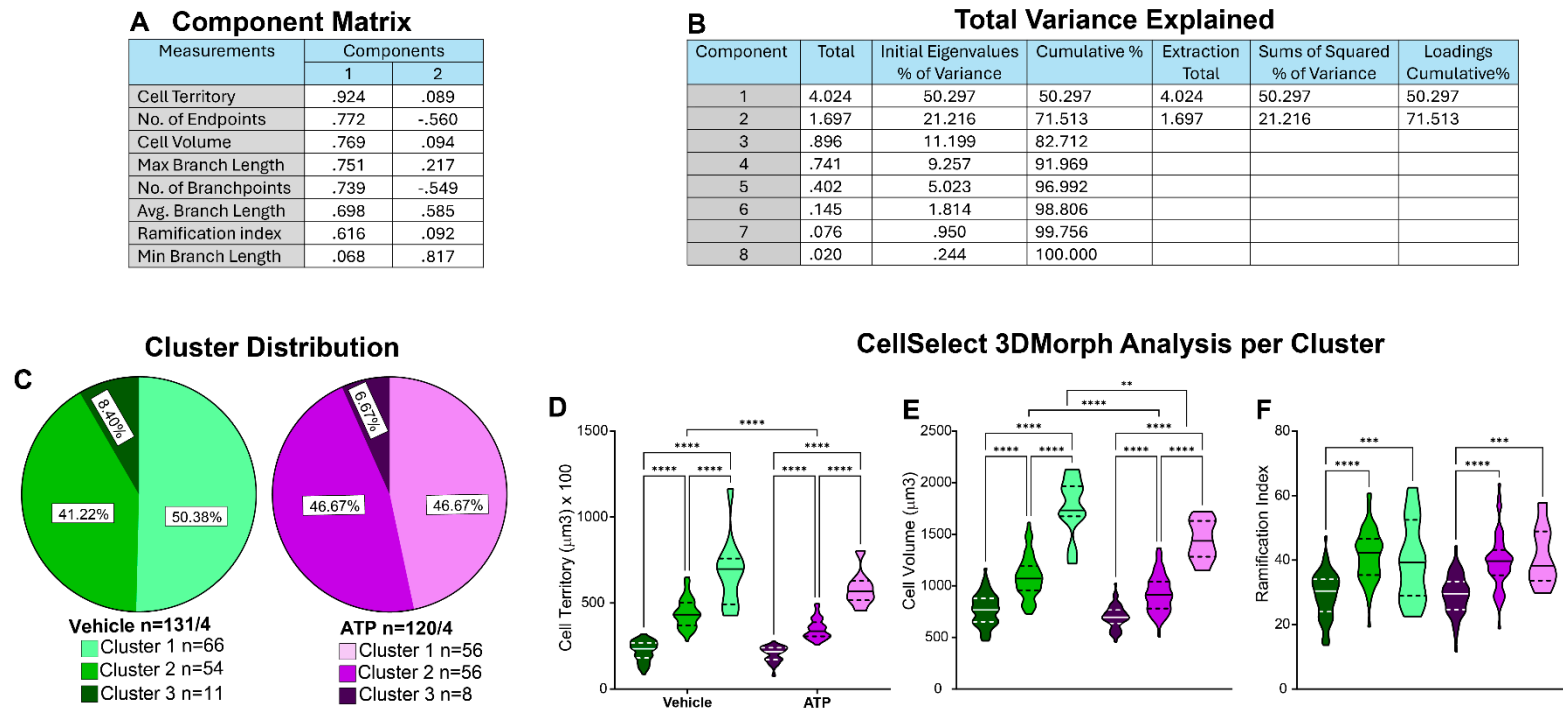 A Component Matrix
Measurements Components
1 2
Cell Territory .924 .089
No. of Endpoints .772 -.560
Cell Volume .769 .094
Max Branch Length .751 .217
No. of Branchpoints .739 -.549
Avg. Branch Length .698 .585
Ramification index .616 .092
Min Branch Length .068 .817
B Total Variance Explained
Component Total Initial Eigenvalues Cumulative % Extraction Sums of Squared Loadings
% of Variance Total % of Variance Cumulative%
1 4.024 50.297 50.297 4.024 50.297 50.297
2 1.697 21.216 71.513 1.697 21.216 71.513
3 .896 11.199 82.712
4 .741 9.257 91.969
5 .402 5.023 96.992
6 .145 1.814 98.806
7 .076 .950 99.756
8 .020 .244 100.000
Cluster Distribution
C
8.40%
41.22%
50.38%
6.67%
46.67%
46.67%
Vehicle n=131/4
Cluster 1 n=66
Cluster 2 n=54
Cluster 3 n=11
ATP n=120/4
Cluster 1 n=56
Cluster 2 n=56
Cluster 3 n=8
CellSelect 3DMorph Analysis per Cluster
D
Cell Territory (µm3) x 100
1500
1000
500
0
****
**** ****
**** **** **** ****
Vehicle ATP
E
Cell Volume (µm3)
2500
2000
1500
1000
500
0
**
****
**** ****
**** **** **** ****
F
Ramification Index
80
60
40
20
0
*** ***
**** ****